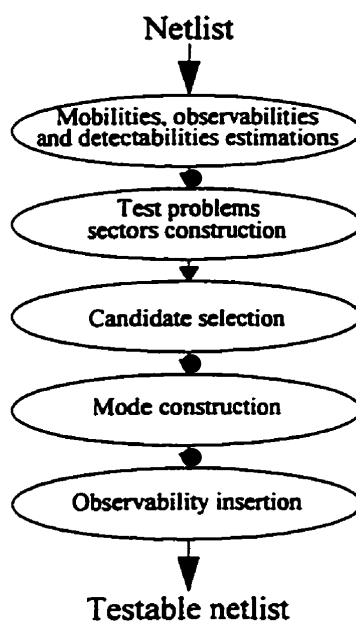 Netlist
Mobilities, observabilities
and detectabilities estimations
Test problems
sectors construction
Candidate selection
Mode construction
Observability insertion
Testable netlist